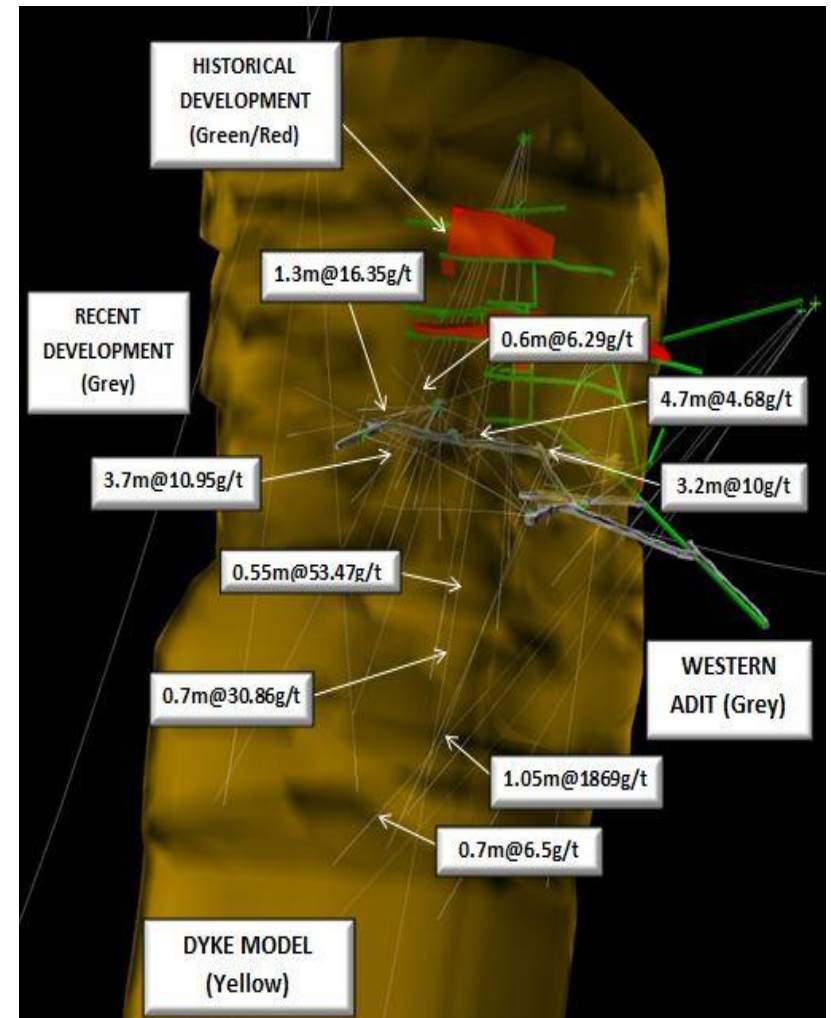 HISTORICAL
DEVELOPMENT
(Green/Red)
1.3m@16.35g/t
RECENT
DEVELOPMENT
(Grey)
0.6m@6.29g/t
4.7m@4.68g/t
3.7m@10.95g/t
3.2m@10g/t
0.55m@53.47g/t
WESTERN
ADIT (Grey)
0.7m@30.86g/t
1.05m@1869g/t
0.7m@6.5g/t
DYKE MODEL
(Yellow)